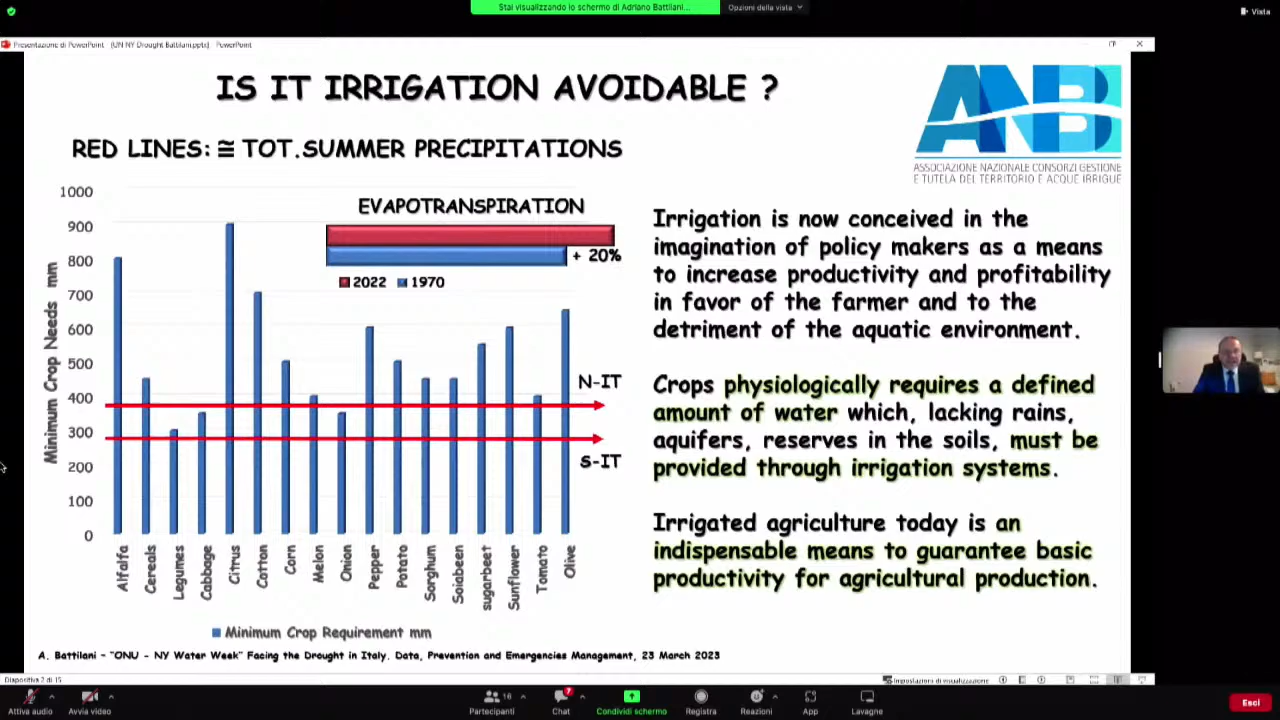 Stai visualizzando lo schermo di Adriano Battilani...
Opzioni della vista
Vista
Presentazione di PowerPoint - [UN NY Drought Battilani.pptx] - PowerPoint
IS IT IRRIGATION AVOIDABLE ?
ANBI
ASSOCIAZIONE NAZIONALE CONSORZI GESTIONE
E TUTELA DEL TERRITORIO E ACQUE IRRIGUE
RED LINES: ≅ TOT.SUMMER PRECIPITATIONS
1000
900
800
700
600
500
400
300
200
100
0
Minimum Crop Needs mm
EVAPOTRANSPIRATION
+ 20%
2022 1970
N-IT
S-IT
Alfalfa
Cereals
Legumes
Cabbage
Citrus
Cotton
Corn
Melon
Onion
Pepper
Potato
Sorghum
Soiabeen
sugarbeet
Sunflower
Tomato
Olive
Minimum Crop Requirement mm
Irrigation is now conceived in the
imagination of policy makers as a means
to increase productivity and profitability
in favor of the farmer and to the
detriment of the aquatic environment.
Crops physiologically requires a defined
amount of water which, lacking rains,
aquifers, reserves in the soils, must be
provided through irrigation systems.
Irrigated agriculture today is an
indispensable means to guarantee basic
productivity for agricultural production.
A. Battilani – "ONU - NY Water Week" Facing the Drought in Italy. Data, Prevention and Emergencies Management, 23 March 2023
Diapositiva 2 di 15
Impostazioni di visualizzazione
Attiva audio
Avvia video
16
Partecipanti
7
Chat
Condividi schermo
Registra
Reazioni
App
Lavagne
Esci